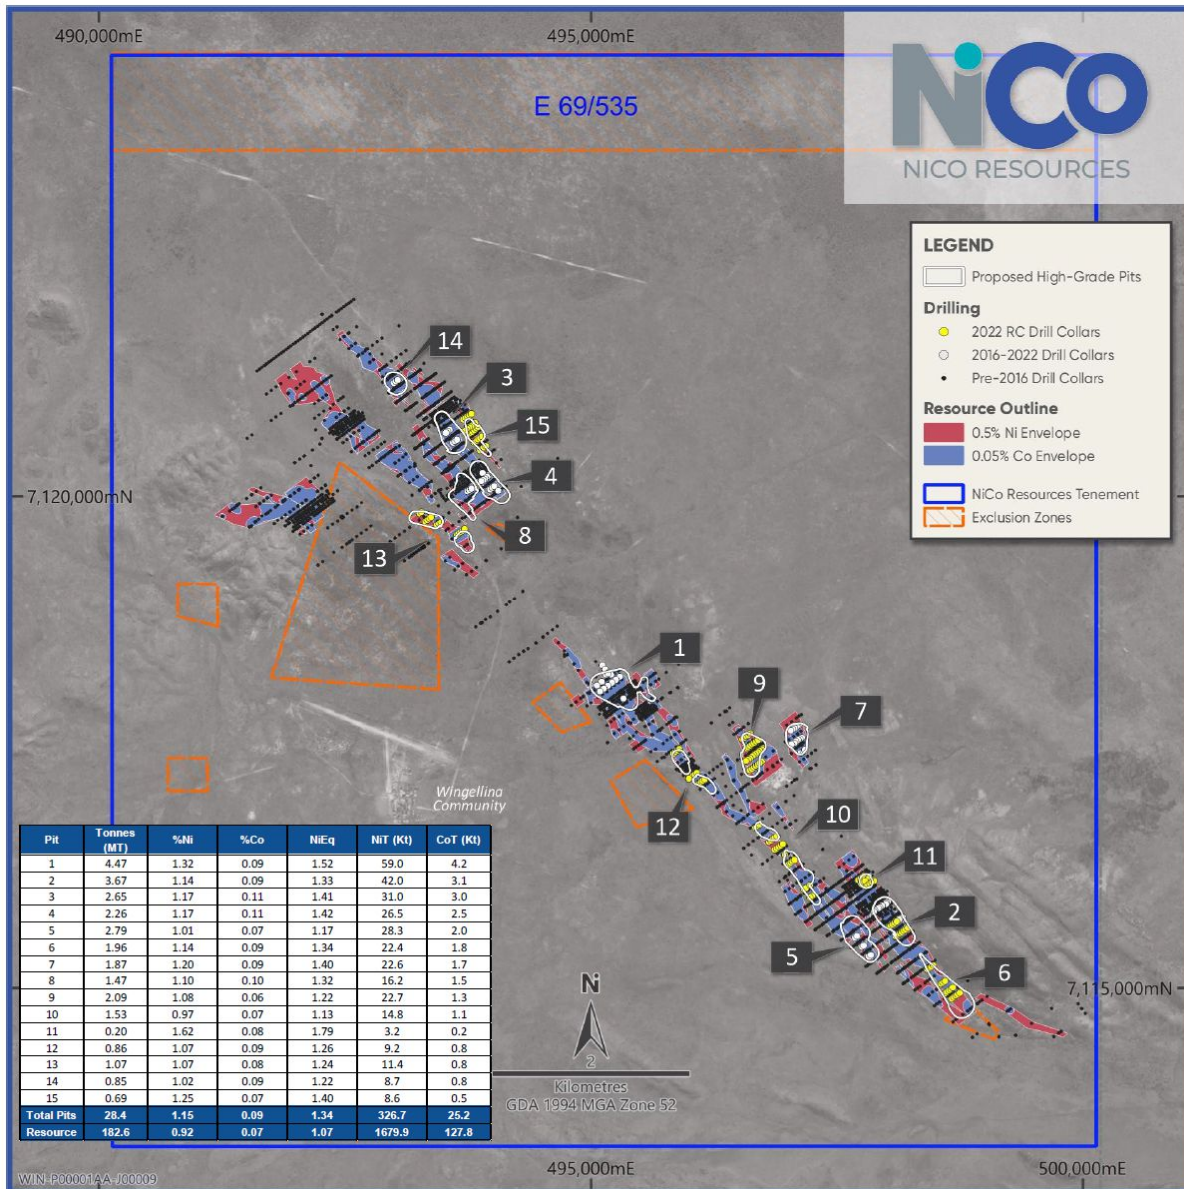 490,000mE
495,000mE
E 69/535
NiCo
NICO RESOURCES
LEGEND
Proposed High-Grade Pits
Drilling
2022 RC Drill Collars
2016-2022 Drill Collars
Pre-2016 Drill Collars
Resource Outline
0.5% Ni Envelope
0.05% Co Envelope
NiCo Resources Tenement
Exclusion Zones
14
3
15
4
7,120,000mN
8
13
1
9
7
Wingellina
Community
12
10
11
2
5
6
7,115,000mN
Pit Tonnes (MT) %Ni %Co NiEq NiT (Kt) CoT (Kt)
1 4.47 1.32 0.09 1.52 59.0 4.2
2 3.67 1.14 0.09 1.33 42.0 3.1
3 2.65 1.17 0.11 1.41 31.0 3.0
4 2.26 1.17 0.11 1.42 26.5 2.5
5 2.79 1.01 0.07 1.17 28.3 2.0
6 1.96 1.14 0.09 1.34 22.4 1.8
7 1.87 1.20 0.09 1.40 22.6 1.7
8 1.47 1.10 0.10 1.32 16.2 1.5
9 2.09 1.08 0.06 1.22 22.7 1.3
10 1.53 0.97 0.07 1.13 14.8 1.1
11 0.20 1.62 0.08 1.79 3.2 0.2
12 0.86 1.07 0.09 1.26 9.2 0.8
13 1.07 1.07 0.08 1.24 11.4 0.8
14 0.85 1.02 0.09 1.22 8.7 0.8
15 0.69 1.25 0.07 1.40 8.6 0.5
Total Pits 28.4 1.15 0.09 1.34 326.7 25.2
Resource 182.6 0.92 0.07 1.07 1679.9 127.8
Ni
2
Kilometres
GDA 1994 MGA Zone 52
495,000mE
500,000mE
WIN-P00001AA-J00009